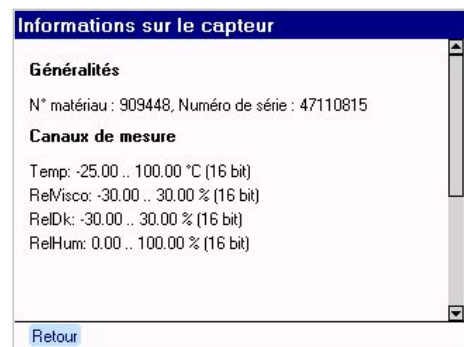 Informations sur le capteur
Généralités
N° matériau : 909448, Numéro de série : 47110815
Canaux de mesure
Temp: -25.00 .. 100.00 °C (16 bit)
RelVisco: -30.00 .. 30.00 % (16 bit)
RelDk: -30.00 .. 30.00 % (16 bit)
RelHum: 0.00 .. 100.00 % (16 bit)
Retour